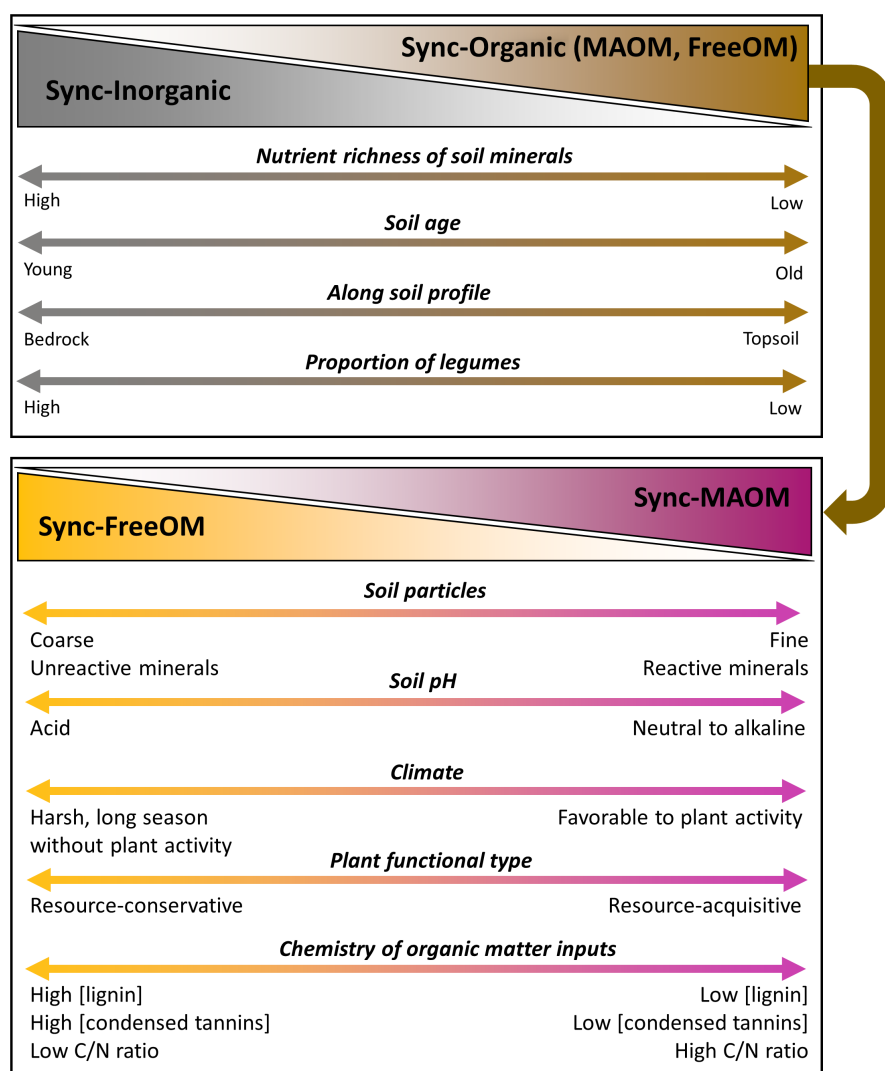 Sync-Organic (MAOM, FreeOM)
Sync-Inorganic
Nutrient richness of soil minerals
High
Low
Soil age
Young
Old
Along soil profile
Bedrock
Topsoil
Proportion of legumes
High
Low
Sync-MAOM
Sync-FreeOM
Soil particles
Coarse
Unreactive minerals
Fine
Reactive minerals
Soil pH
Acid
Neutral to alkaline
Climate
Harsh, long season
without plant activity
Favorable to plant activity
Plant functional type
Resource-conservative
Resource-acquisitive
Chemistry of organic matter inputs
High [lignin]
High [condensed tannins]
Low C/N ratio
Low [lignin]
Low [condensed tannins]
High C/N ratio